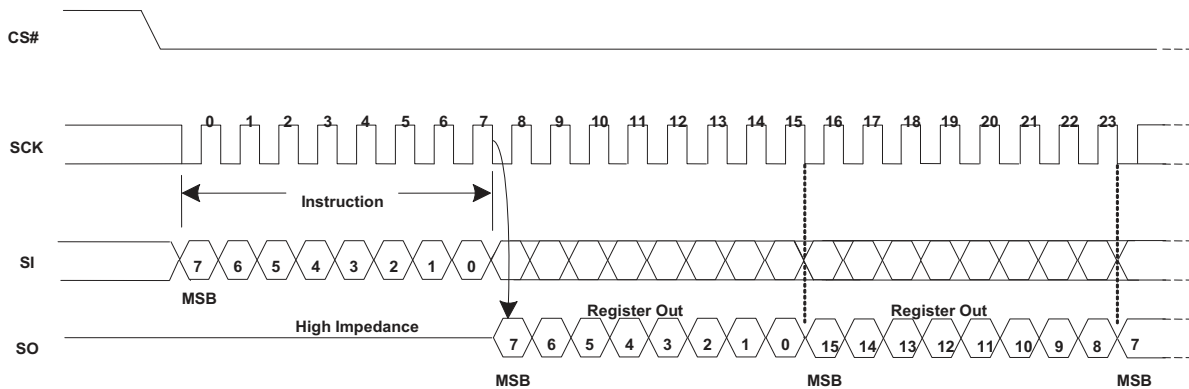 CS#
0 1 2 3 4 5 6 7 8 9 10 11 12 13 14 15 16 17 18 19 20 21 22 23
SCK
Instruction
SI
7 6 5 4 3 2 1 0
MSB
High Impedance
Register Out
Register Out
SO
7 6 5 4 3 2 1 0 15 14 13 12 11 10 9 8 7
MSB
MSB
MSB